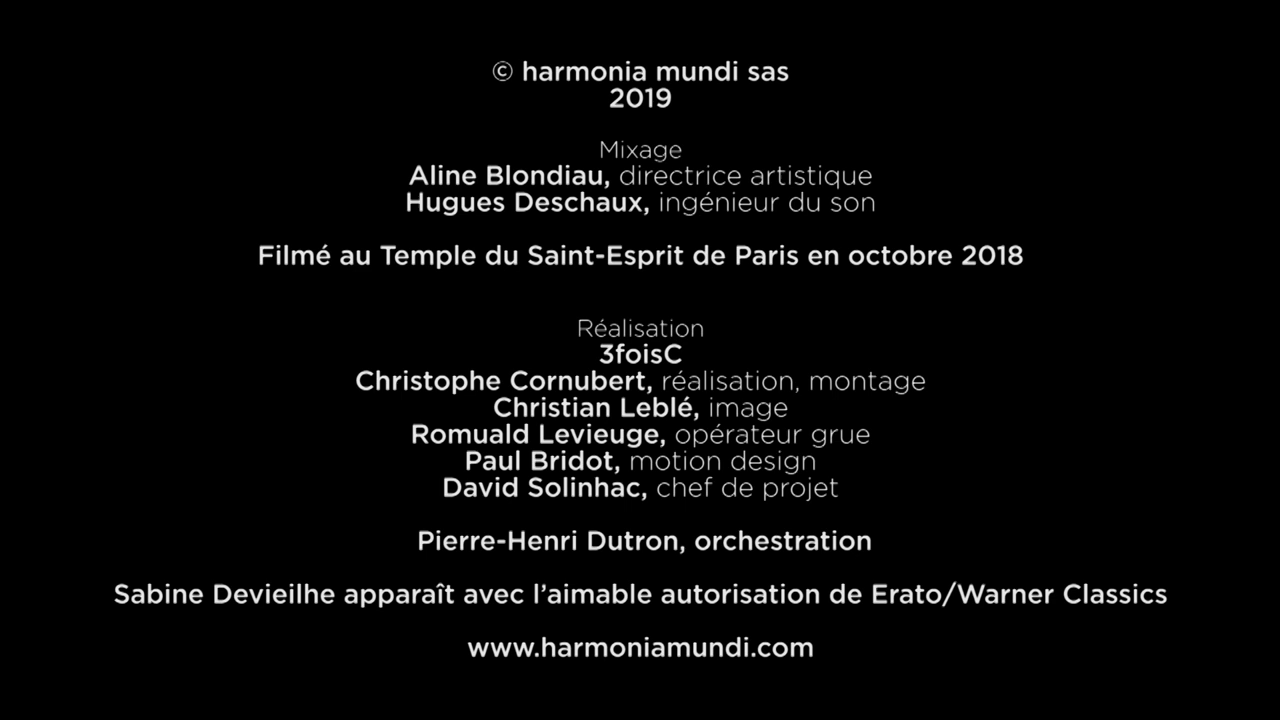 © harmonia mundi sas
2019
Mixage
Aline Blondiau, directrice artistique
Hugues Deschaux, ingénieur du son
Filmé au Temple du Saint-Esprit de Paris en octobre 2018
Réalisation
3foisC
Christophe Cornubert, réalisation, montage
Christian Leblé, image
Romuald Levieuge, opérateur grue
Paul Bridot, motion design
David Solinhac, chef de projet
Pierre-Henri Dutron, orchestration
Sabine Devieilhe apparaît avec l’aimable autorisation de Erato/Warner Classics
www.harmoniamundi.com